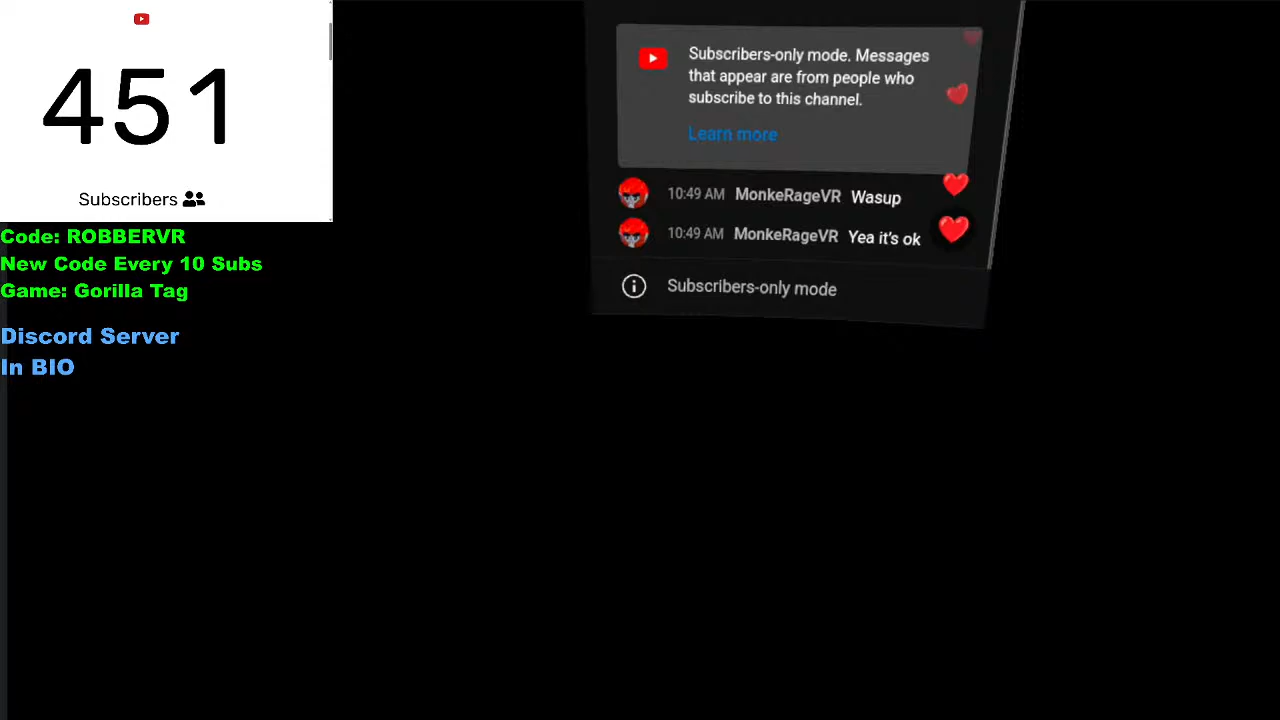 451
Subscribers
Code: ROBBERVR
New Code Every 10 Subs
Game: Gorilla Tag
Discord Server
In BIO
Subscribers-only mode. Messages
that appear are from people who
subscribe to this channel.
Learn more
10:49 AM MonkeRageVR Wasup
10:49 AM MonkeRageVR Yea it's ok
Subscribers-only mode